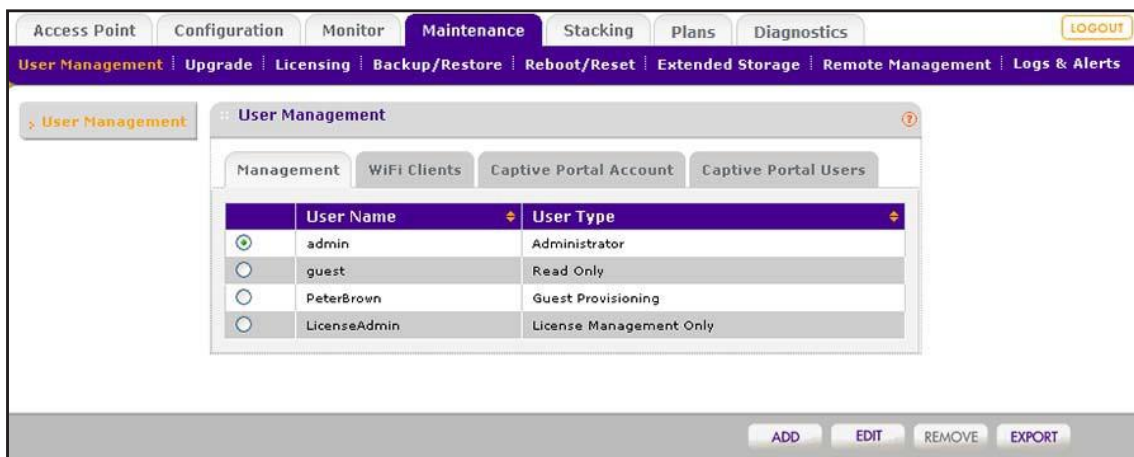 Access Point Configuration Monitor Maintenance Stacking Plans Diagnostics LOGOUT
User Management Upgrade Licensing Backup/Restore Reboot/Reset Extended Storage Remote Management Logs & Alerts
User Management
User Management
?
Management WiFi Clients Captive Portal Account Captive Portal Users
User Name User Type
admin Administrator
guest Read Only
PeterBrown Guest Provisioning
LicenseAdmin License Management Only
ADD EDIT REMOVE EXPORT